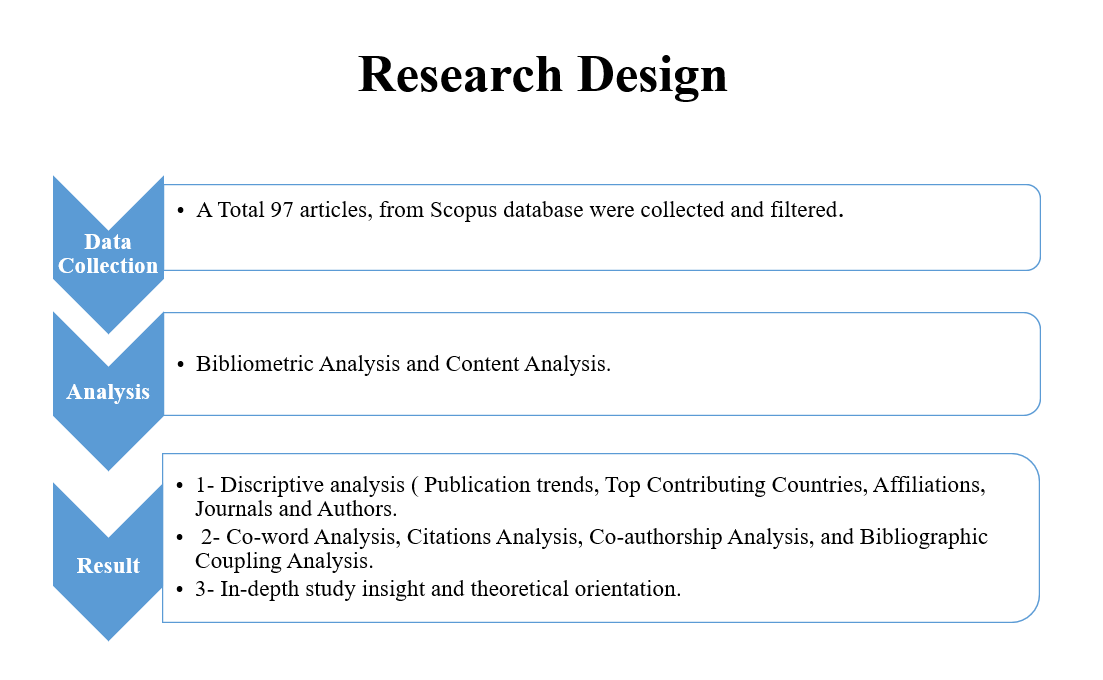 Research Design
Data
Collection
• A Total 97 articles, from Scopus database were collected and filtered.
Analysis
• Bibliometric Analysis and Content Analysis.
Result
• 1- Discriptive analysis ( Publication trends, Top Contributing Countries, Affiliations,
Journals and Authors.
• 2- Co-word Analysis, Citations Analysis, Co-authorship Analysis, and Bibliographic
Coupling Analysis.
• 3- In-depth study insight and theoretical orientation.